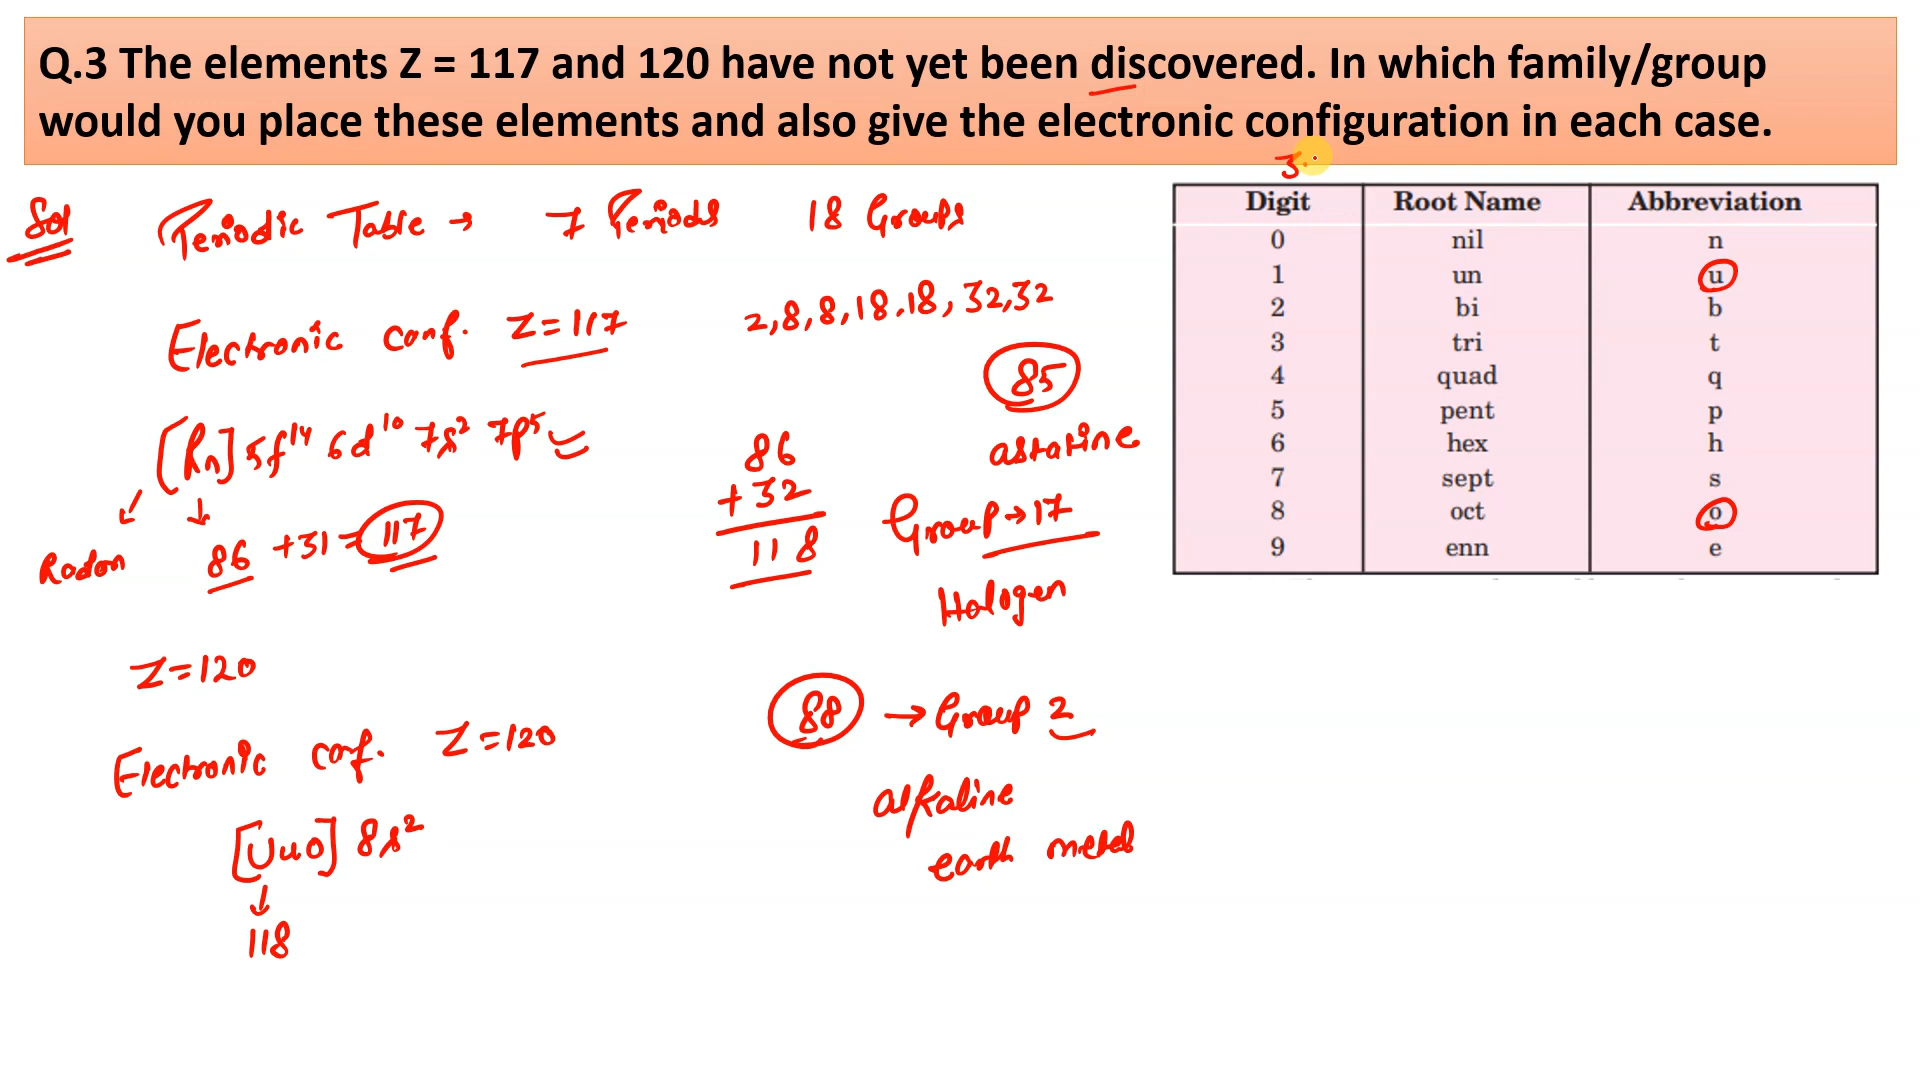 Q.3 The elements Z = 117 and 120 have not yet been discovered. In which family/group
would you place these elements and also give the electronic configuration in each case.
3.
Sol Periodic Table → 7 Periods 18 Groups
Electronic conf. Z=117 2,8,8,18,18,32,32
[Rn] 5f14 6d10 7s2 7p5
Radon 86 +31 = 117
86
+ 32
118
85
astatine
Group → 17
Halogen
Z=120
Electronic conf. Z=120
[Uuo] 8s2
↓
118
88 → Group 2
alkaline
earth metal
Digit Root Name Abbreviation
0 nil n
1 un u
2 bi b
3 tri t
4 quad q
5 pent p
6 hex h
7 sept s
8 oct o
9 enn e